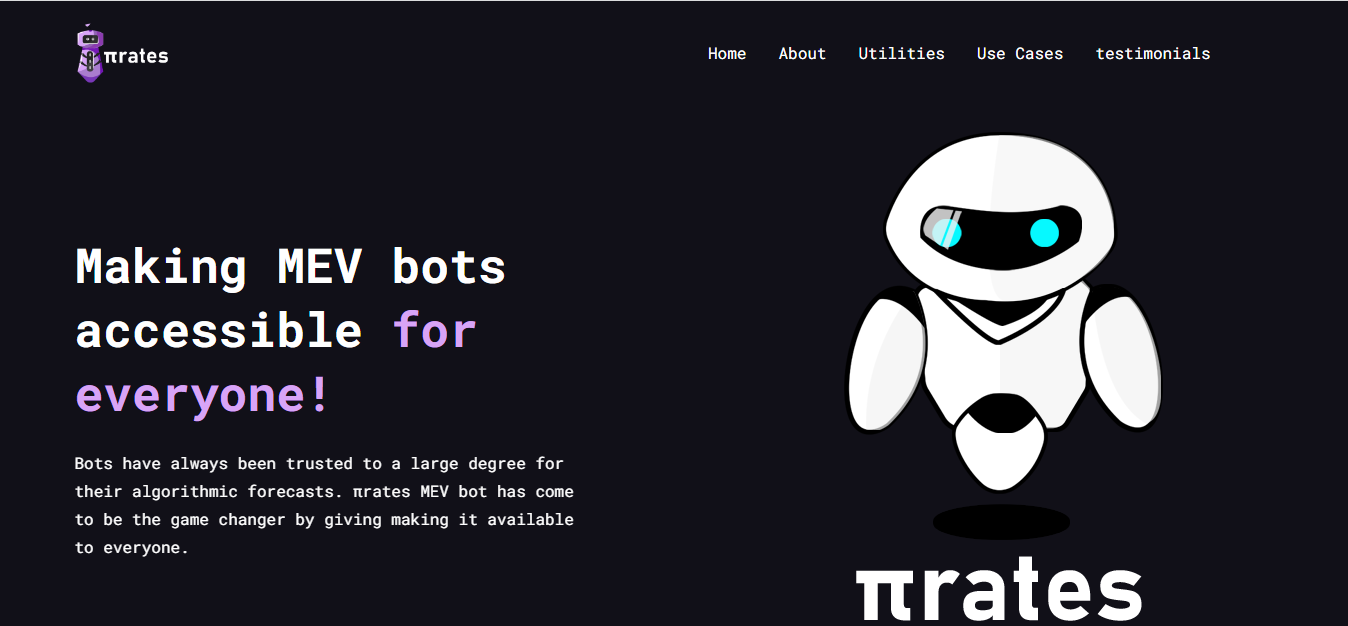 πrates
Home About Utilities Use Cases testimonials
Making MEV bots
accessible for
everyone!
Bots have always been trusted to a large degree for
their algorithmic forecasts. πrates MEV bot has come
to be the game changer by giving making it available
to everyone.
πrates